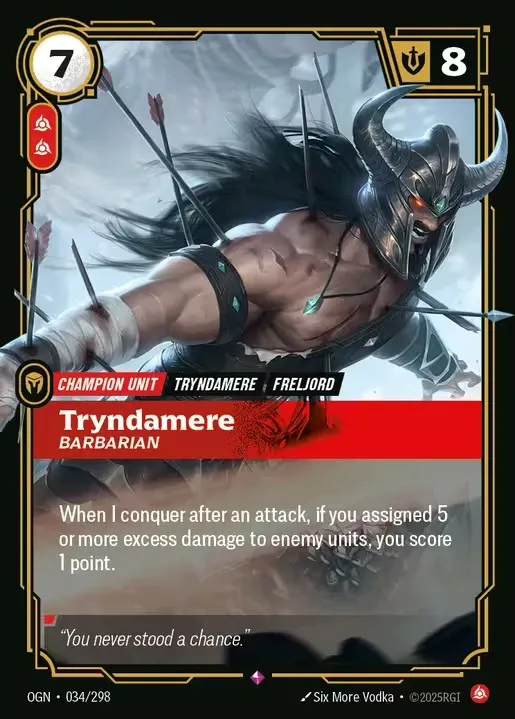 7
8
CHAMPION UNIT TRYNDAMERE FRELJORD
Tryndamere
BARBARIAN
When I conquer after an attack, if you assigned 5
or more excess damage to enemy units, you score
1 point.
“You never stood a chance.”
OGN • 034/298
Six More Vodka • ©2025RGI